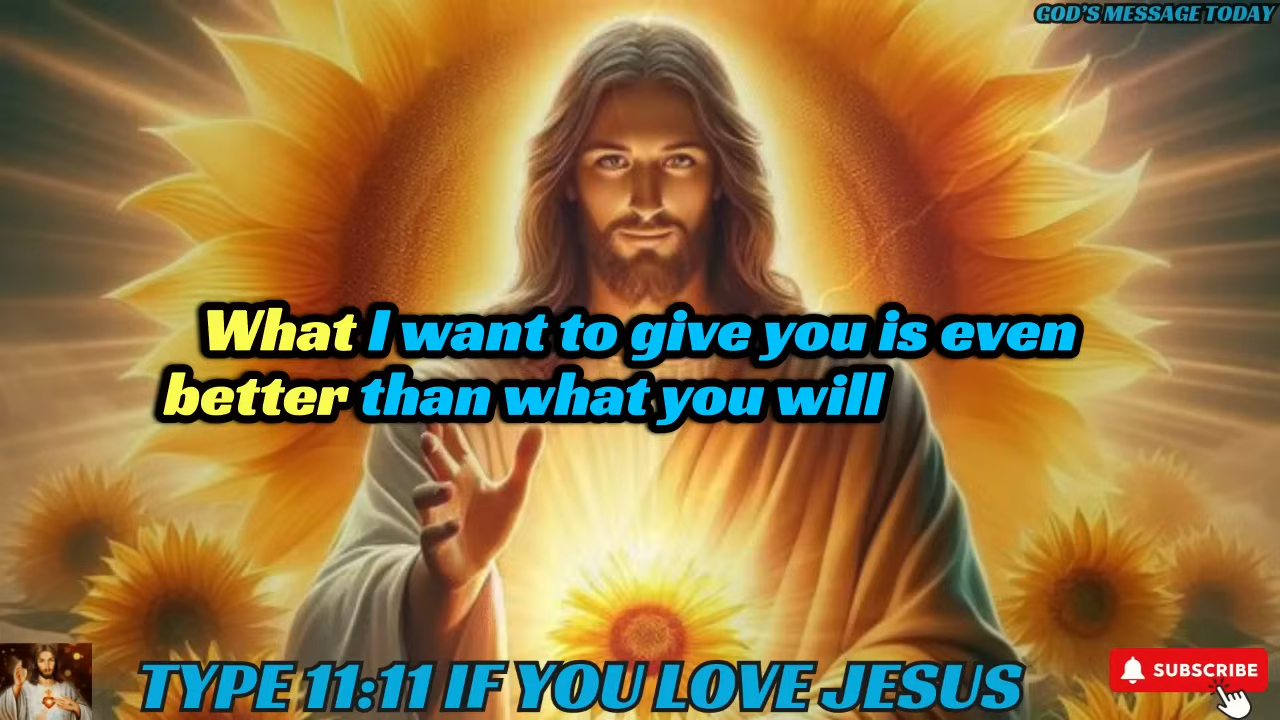 GOD'S MESSAGE TODAY
What I want to give you is even
better than what you will
TYPE 11:11 IF YOU LOVE JESUS
SUBSCRIBE